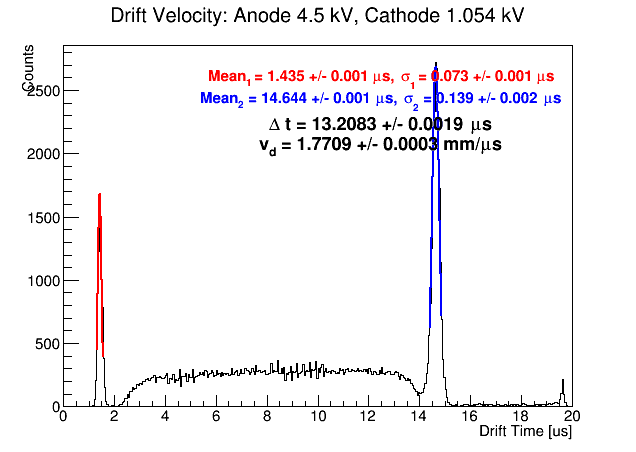 Drift Velocity: Anode 4.5 kV, Cathode 1.054 kV
Counts
Mean1 = 1.435 +/- 0.001 μs, σ1 = 0.073 +/- 0.001 μs
Mean2 = 14.644 +/- 0.001 μs, σ2 = 0.139 +/- 0.002 μs
Δ t = 13.2083 +/- 0.0019 μs
vd = 1.7709 +/- 0.0003 mm/μs
2500
2000
1500
1000
500
0
0 2 4 6 8 10 12 14 16 18 20
Drift Time [us]